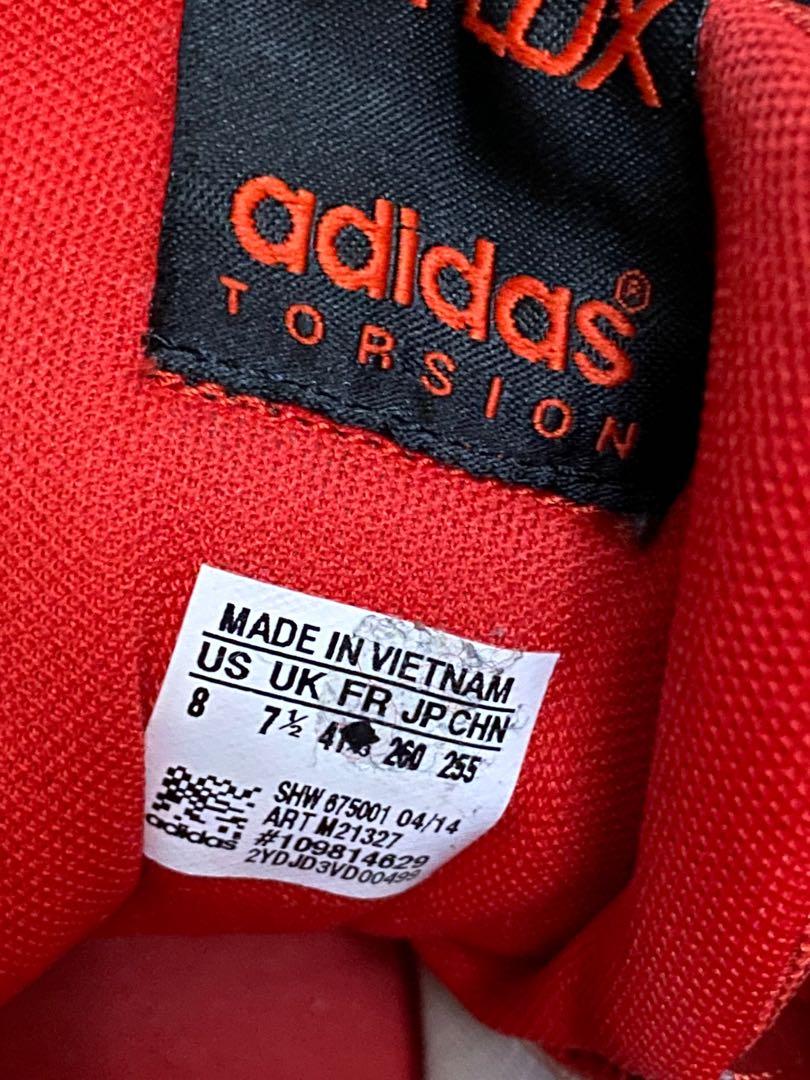 adidas®
TORSION
MADE IN VIETNAM
US UK FR JP CHN
8 7½ 260 255
SHW 675001 04/14
ART M21327
#109814629
2YDJD3VD00499
adidas